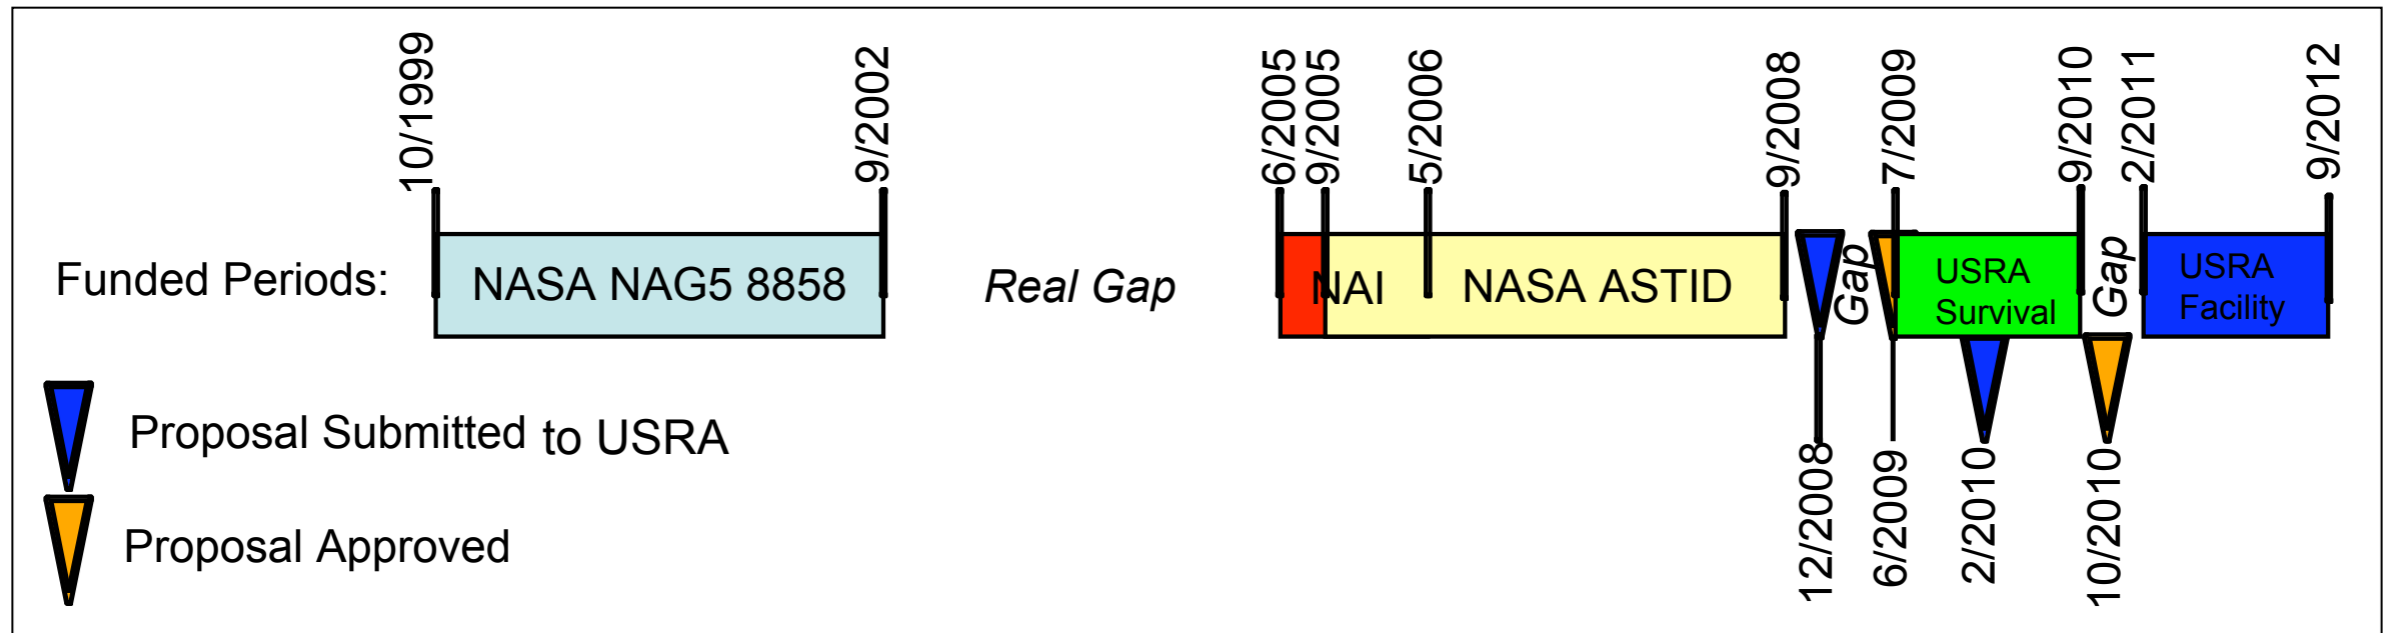 10/1999
9/2002
6/2005
9/2005
5/2006
9/2008
7/2009
9/2010
2/2011
9/2012
Funded Periods:
NASA NAG5 8858
Real Gap
NAI
NASA ASTID
Gap
USRA
Survival
Gap
USRA
Facility
12/2008
6/2009
2/2010
10/2010
Proposal Submitted to USRA
Proposal Approved